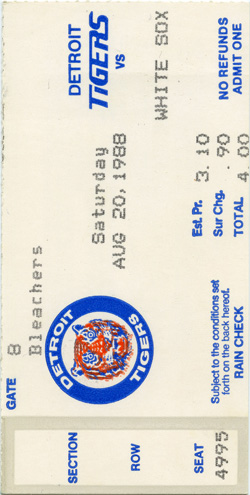 DETROIT
TIGERS
VS
WHITE SOX
Saturday
AUG 20, 1988
NO REFUNDS
ADMIT ONE
Est. Pr. 3.10
Sur Chg. .90
TOTAL 4.00
GATE 8
Bleachers
DETROIT TIGERS
Subject to the conditions set
forth on the back hereof.
RAIN CHECK
SECTION
ROW
SEAT 4995